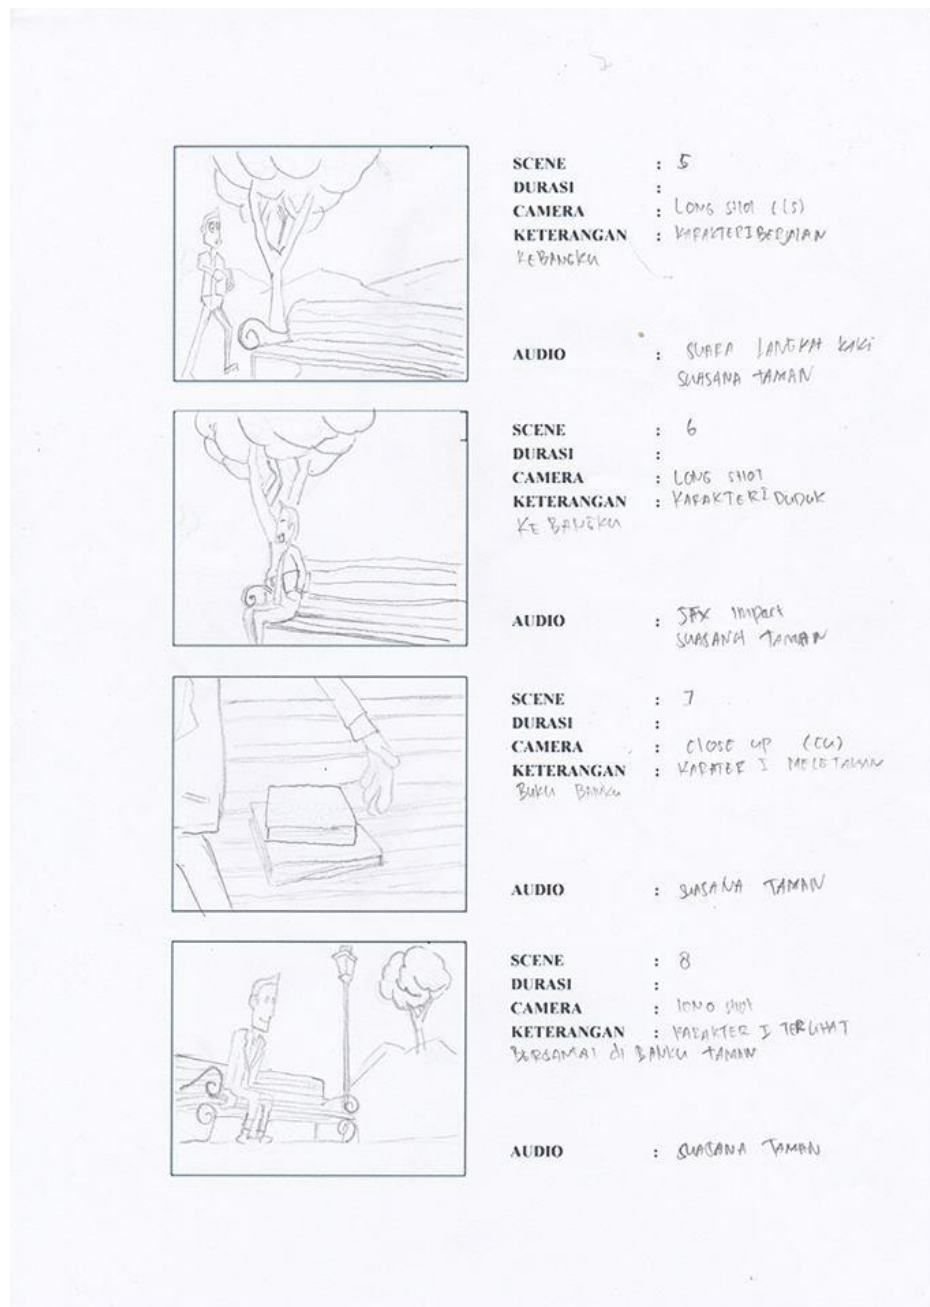 SCENE : 5
DURASI :
CAMERA : LONG SHOT (LS)
KETERANGAN : KARAKTER I BERJALAN
KEBANGKU
AUDIO : SUARA LANGKAH KAKI
SUASANA TAMAN
SCENE : 6
DURASI :
CAMERA : LONG SHOT
KETERANGAN : KARAKTER I DUDUK
KE BANGKU
AUDIO : SFX impact
SUASANA TAMAN
SCENE : 7
DURASI :
CAMERA : CLOSE UP (CU)
KETERANGAN : KARATER I MELETAKAN
BUKU BANKU
AUDIO : SUASANA TAMAN
SCENE : 8
DURASI :
CAMERA : LONG SHOT
KETERANGAN : KARAKTER I TERLIHAT
BERSANTAI di BANKU TAMAN
AUDIO : SUASANA TAMAN